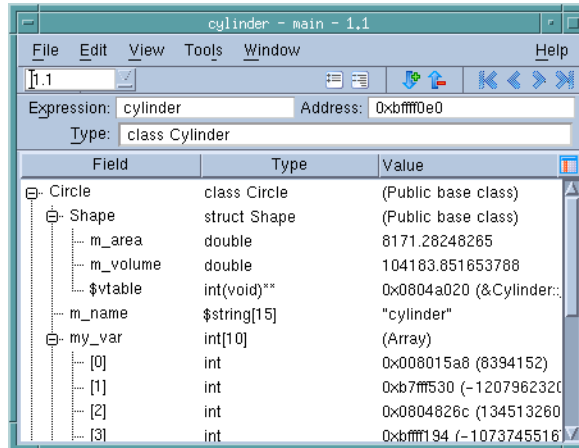 cylinder - main - 1.1
File Edit View Tools Window Help
1.1
Expression: cylinder Address: 0xbffff0e0
Type: class Cylinder
Field Type Value
Circle class Circle (Public base class)
Shape struct Shape (Public base class)
m_area double 8171.28248265
m_volume double 104183.851653788
$vtable int(void)** 0x0804a020 (&Cylinder::
m_name $string[15] "cylinder"
my_var int[10] (Array)
[0] int 0x008015a8 (8394152)
[1] int 0xb7fff530 (-1207962320
[2] int 0x0804826c (134513260
[3] int 0xbffff194 (-1073745516